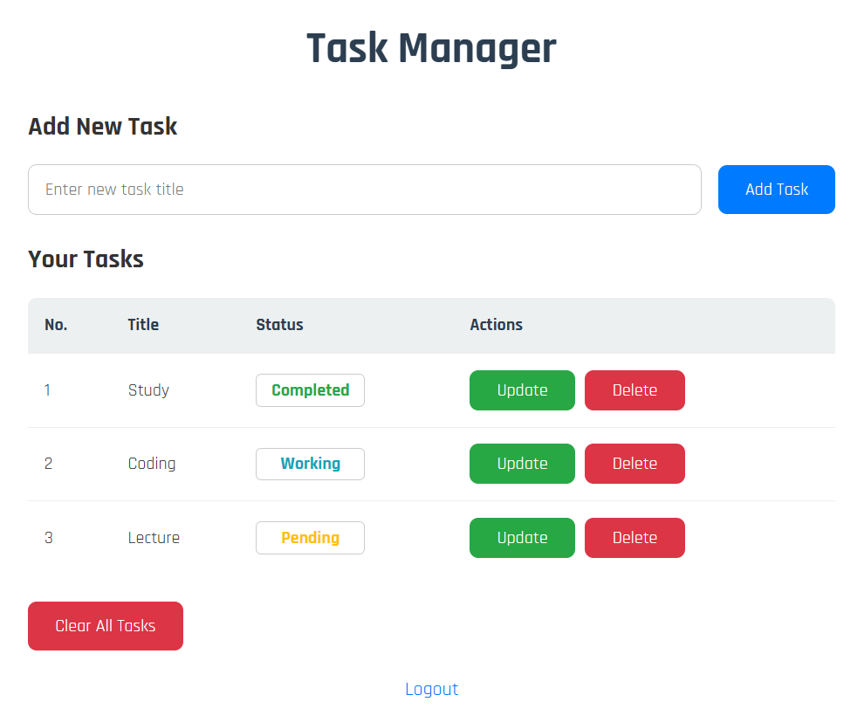 Task Manager
Add New Task
Enter new task title
Add Task
Your Tasks
No. Title Status Actions
1 Study Completed Update Delete
2 Coding Working Update Delete
3 Lecture Pending Update Delete
Clear All Tasks
Logout